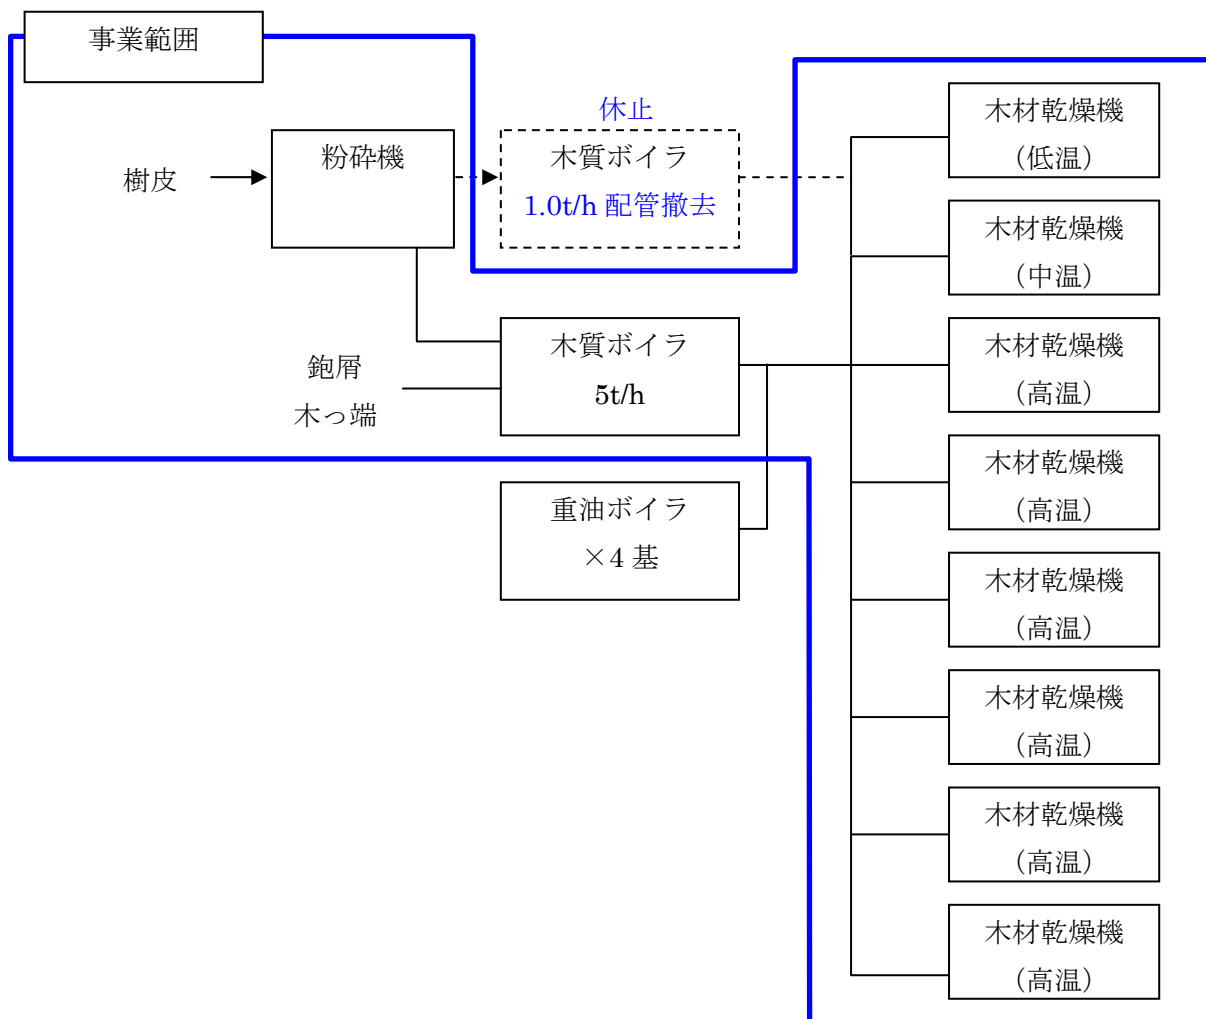 事業範囲
休止
樹皮
粉砕機
木質ボイラ
1.0t/h 配管撤去
鉋屑
木っ端
木質ボイラ
5t/h
重油ボイラ
×4 基
木材乾燥機
（低温）
木材乾燥機
（中温）
木材乾燥機
（高温）
木材乾燥機
（高温）
木材乾燥機
（高温）
木材乾燥機
（高温）
木材乾燥機
（高温）
木材乾燥機
（高温）